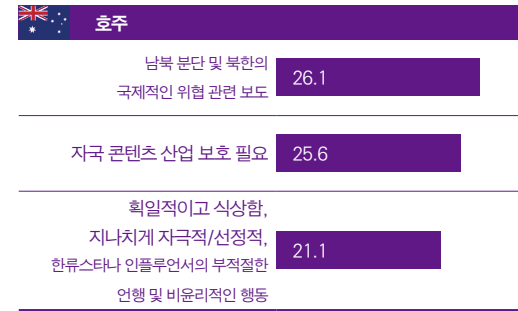 호주
남북 분단 및 북한의
국제적인 위협 관련 보도
26.1
자국 콘텐츠 산업 보호 필요
25.6
획일적이고 식상함,
지나치게 자극적/선정적,
한류스타나 인플루언서의 부적절한
언행 및 비윤리적인 행동
21.1